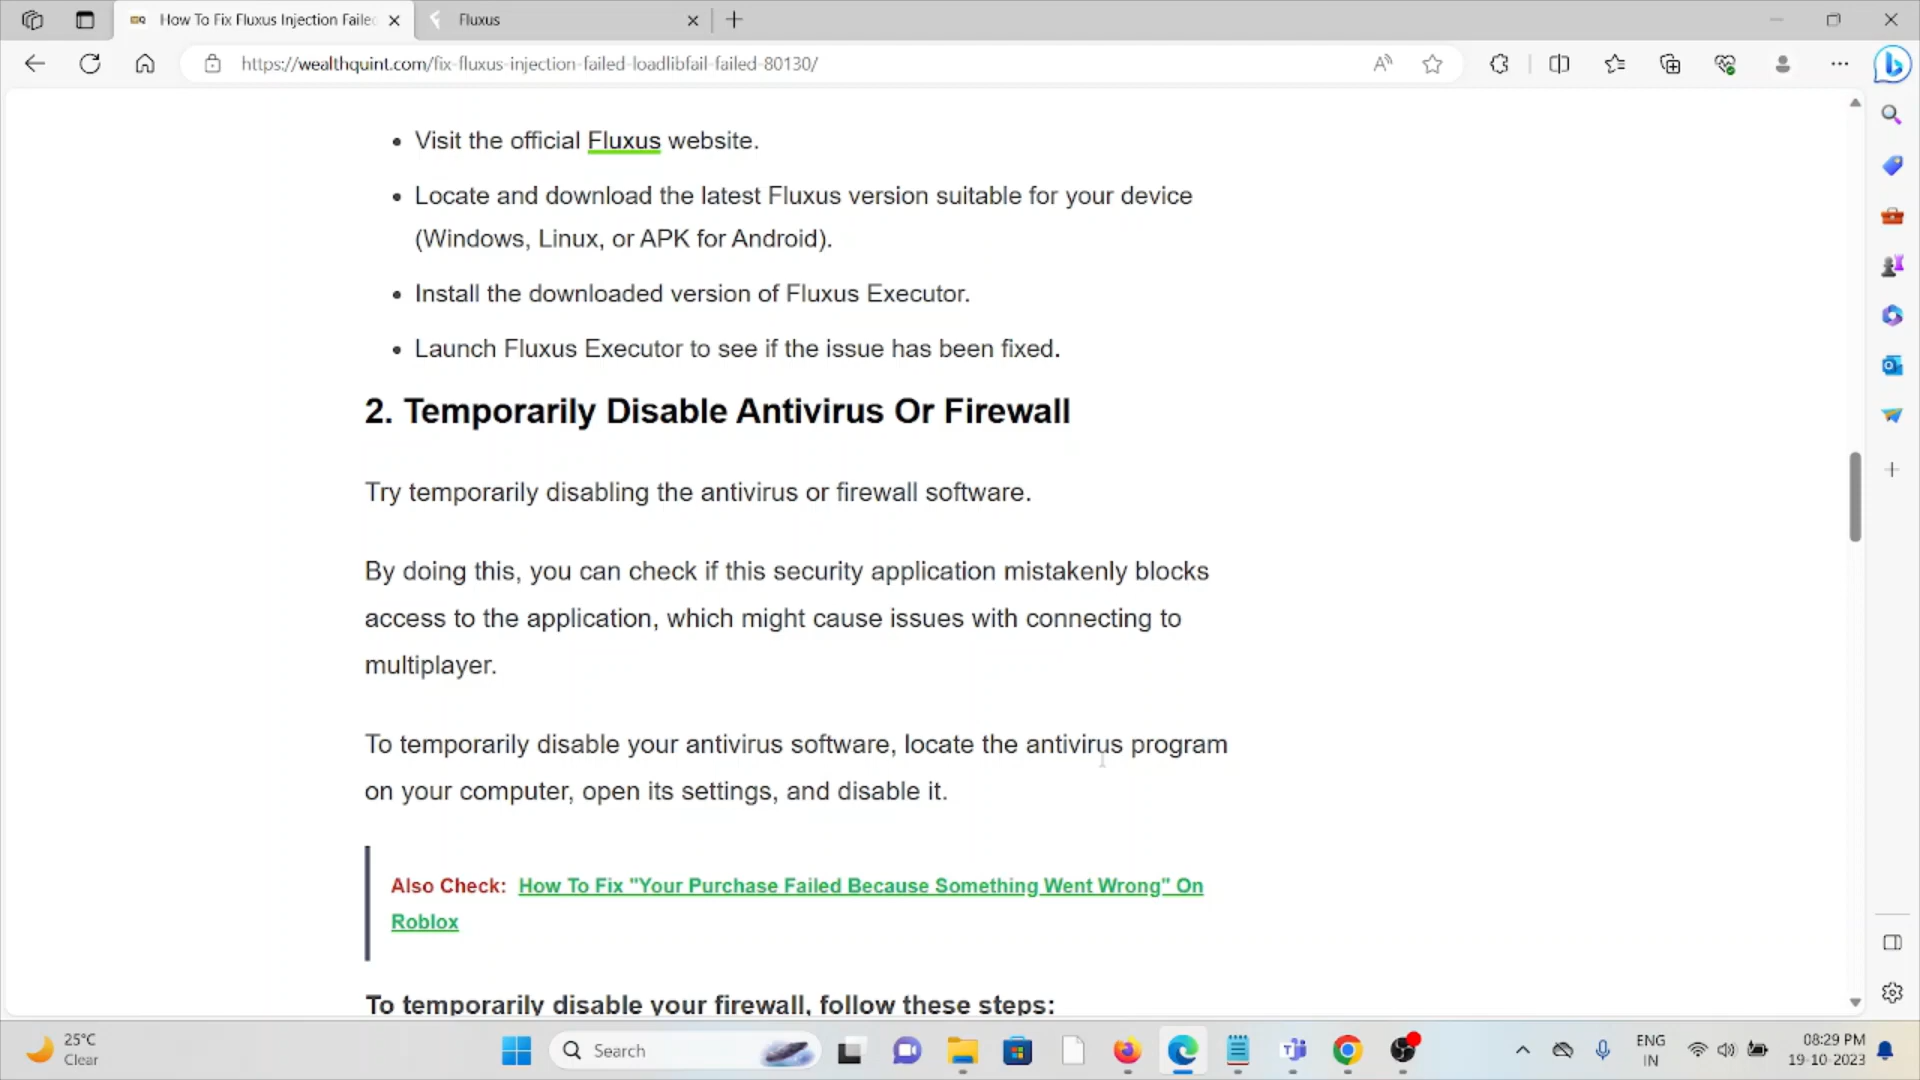 How To Fix Fluxus Injection Failed
Fluxus
https://wealthquint.com/fix-fluxus-injection-failed-loadlibfail-failed-80130/
Visit the official Fluxus website.
Locate and download the latest Fluxus version suitable for your device
(Windows, Linux, or APK for Android).
Install the downloaded version of Fluxus Executor.
Launch Fluxus Executor to see if the issue has been fixed.
2. Temporarily Disable Antivirus Or Firewall
Try temporarily disabling the antivirus or firewall software.
By doing this, you can check if this security application mistakenly blocks
access to the application, which might cause issues with connecting to
multiplayer.
To temporarily disable your antivirus software, locate the antivirus program
on your computer, open its settings, and disable it.
Also Check: How To Fix "Your Purchase Failed Because Something Went Wrong" On
Roblox
To temporarily disable your firewall, follow these steps:
25°C
Clear
Search
ENG
IN
08:29 PM
19-10-2023